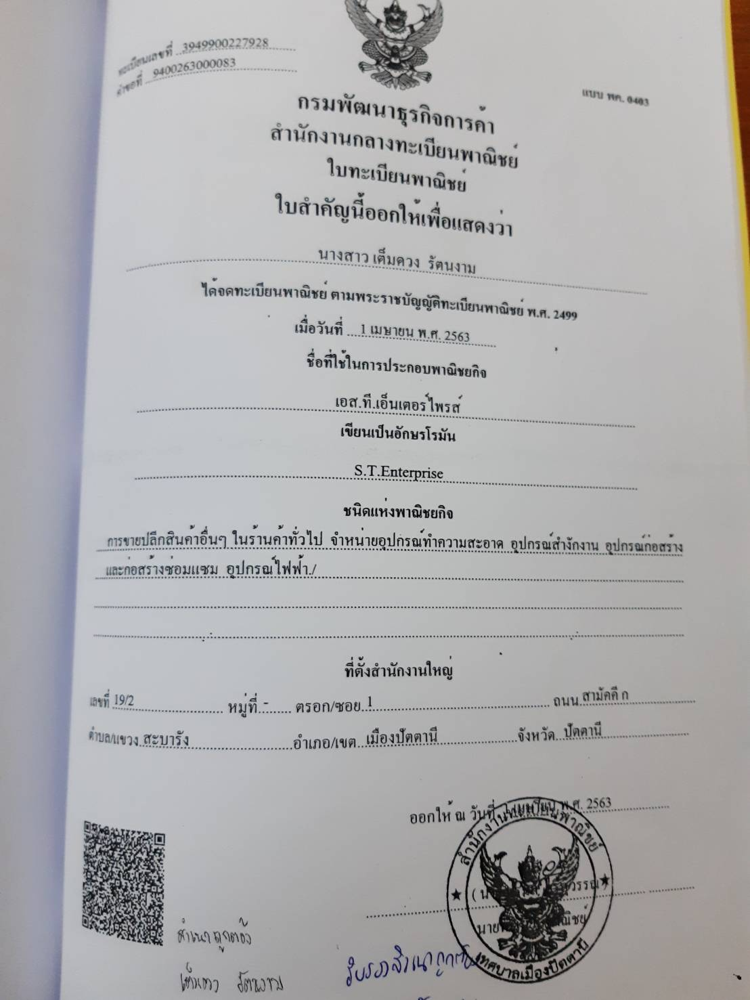 ทะเบียนเลขที่ 3949900227928
คำขอที่ 9400263000083
แบบ พค. 0403
กรมพัฒนาธุรกิจการค้า
สำนักงานกลางทะเบียนพาณิชย์
ใบทะเบียนพาณิชย์
ใบสำคัญนี้ออกให้เพื่อแสดงว่า
นางสาว เต็มดวง รัตนงาม
ได้จดทะเบียนพาณิชย์ ตามพระราชบัญญัติทะเบียนพาณิชย์ พ.ศ. 2499
เมื่อวันที่ 1 เมษายน พ.ศ. 2563
ชื่อที่ใช้ในการประกอบพาณิชยกิจ
เอส.ที.เอ็นเตอร์ไพรส์
เขียนเป็นอักษรโรมัน
S.T.Enterprise
ชนิดแห่งพาณิชยกิจ
การขายปลีกสินค้าอื่นๆ ในร้านค้าทั่วไป จำหน่ายอุปกรณ์ทำความสะอาด อุปกรณ์สำงักงาน อุปกรณ์ก่อสร้าง
และก่อสร้างซ่อมแซม อุปกรณ์ไฟฟ้า./
ที่ตั้งสำนักงานใหญ่
เลขที่ 19/2 หมู่ที่ - ตรอก/ซอย 1 ถนน สามัคคี ก
ตำบล/แขวง สะบารัง อำเภอ/เขต เมืองปัตตานี จังหวัด ปัตตานี
ออกให้ ณ วันที่ 1 เมษายน พ.ศ. 2563
สำนักงานทะเบียนพาณิชย์
เทศบาลเมืองปัตตานี
สำเนาถูกต้อง
รับรองสำเนาถูกต้อง
เต็มดวง รัตนงาม